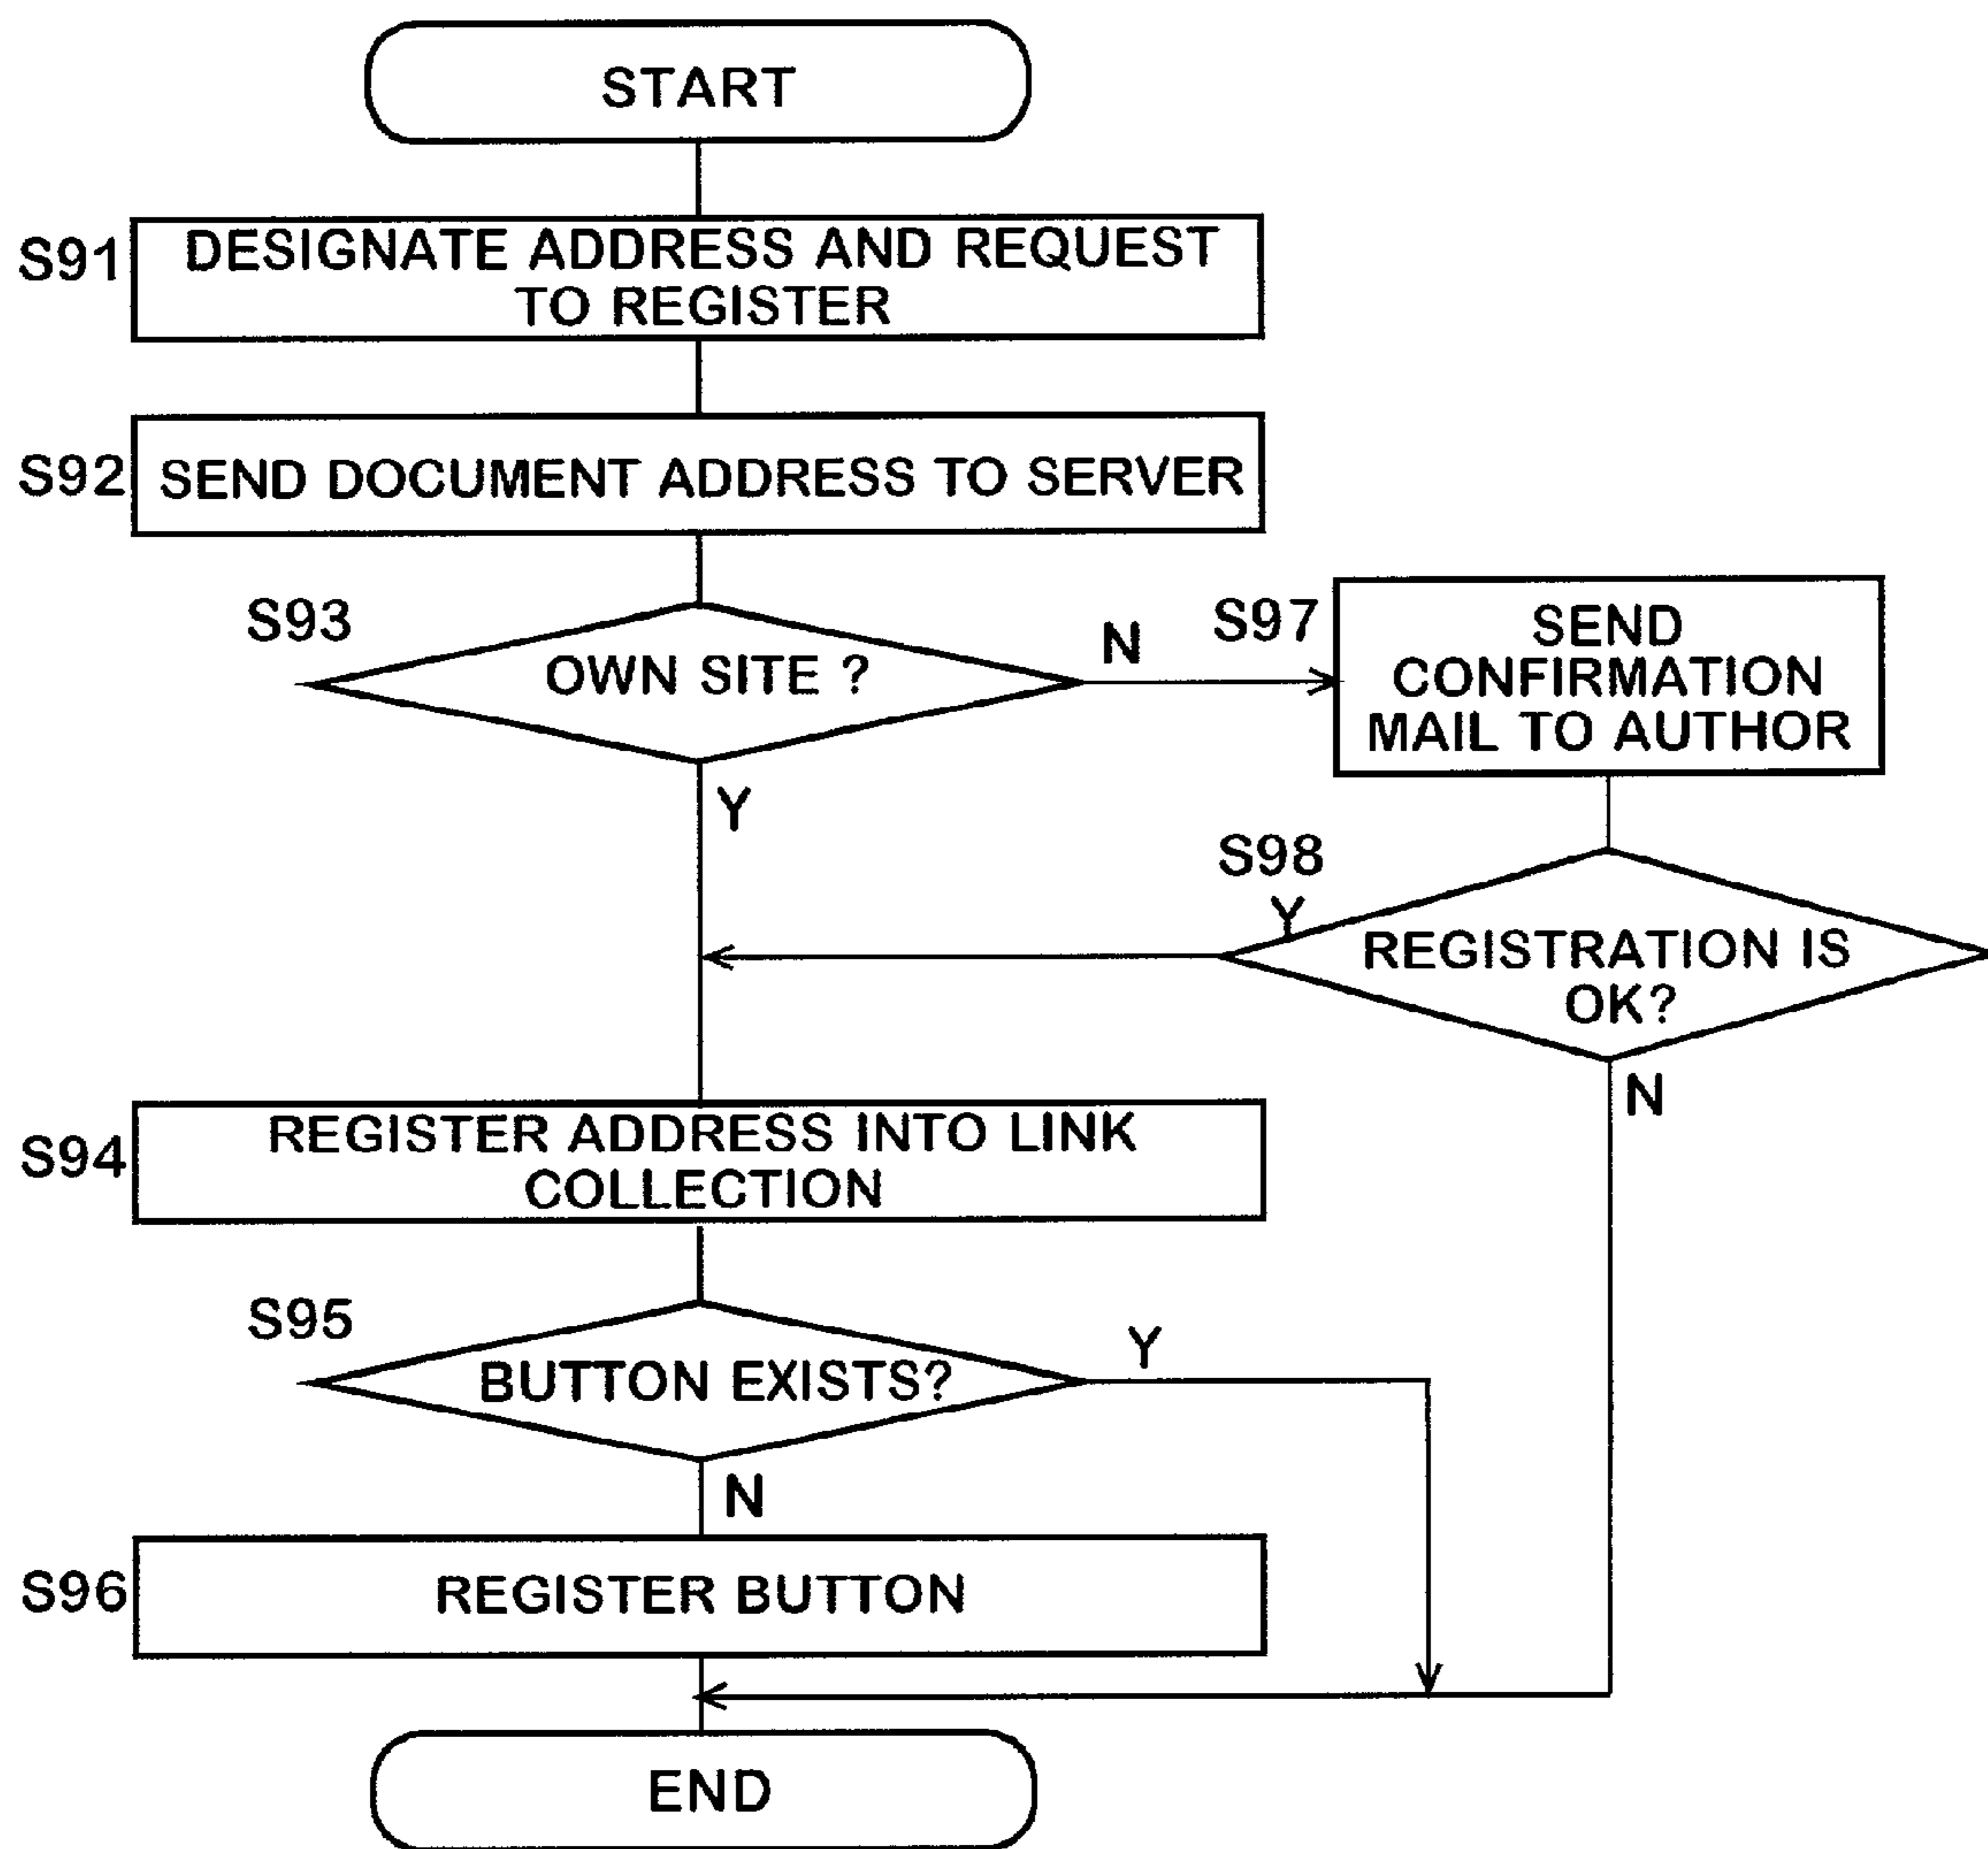 START
S91
DESIGNATE ADDRESS AND REQUEST
TO REGISTER
S92
SEND DOCUMENT ADDRESS TO SERVER
S93
OWN SITE ?
N
Y
S97
SEND
CONFIRMATION
MAIL TO AUTHOR
S98
Y
REGISTRATION IS
OK?
N
S94
REGISTER ADDRESS INTO LINK
COLLECTION
S95
BUTTON EXISTS?
Y
N
S96
REGISTER BUTTON
END